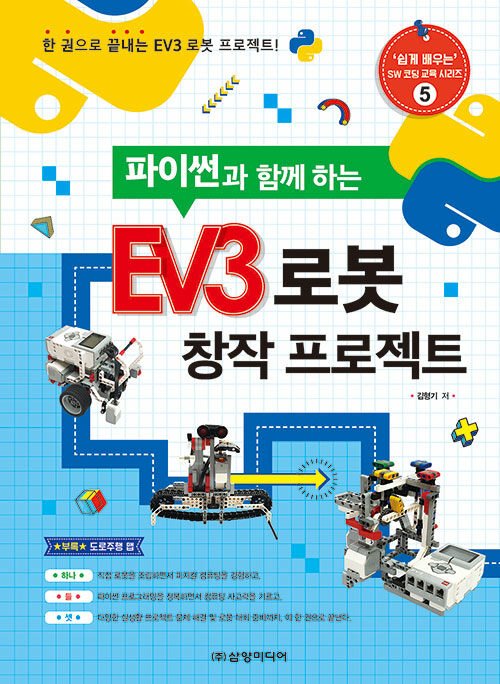 한 권으로 끝내는 EV3 로봇 프로젝트!
'쉽게 배우는'
SW 코딩 교육 시리즈
5
파이썬과 함께 하는
EV3 로봇
창작 프로젝트
김형기 저
★부록★ 도로주행 맵
하나 직접 로봇을 조립하면서 피지컬 컴퓨팅을 경험하고,
둘 파이썬 프로그래밍을 정복하면서 컴퓨팅 사고력을 기르고,
셋 다양한 실생활 프로젝트 문제 해결 및 로봇 대회 준비까지, 이 한 권으로 끝낸다.
(주)삼양미디어